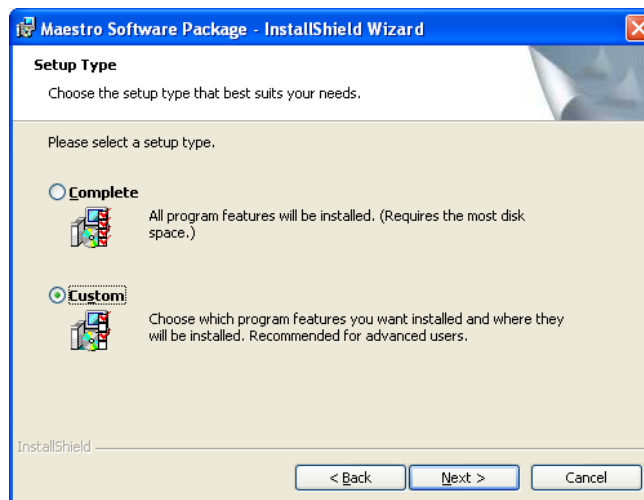 Maestro Software Package - InstallShield Wizard
Setup Type
Choose the setup type that best suits your needs.
Please select a setup type.
Complete
All program features will be installed. (Requires the most disk
space.)
Custom
Choose which program features you want installed and where they
will be installed. Recommended for advanced users.
InstallShield
< Back Next > Cancel